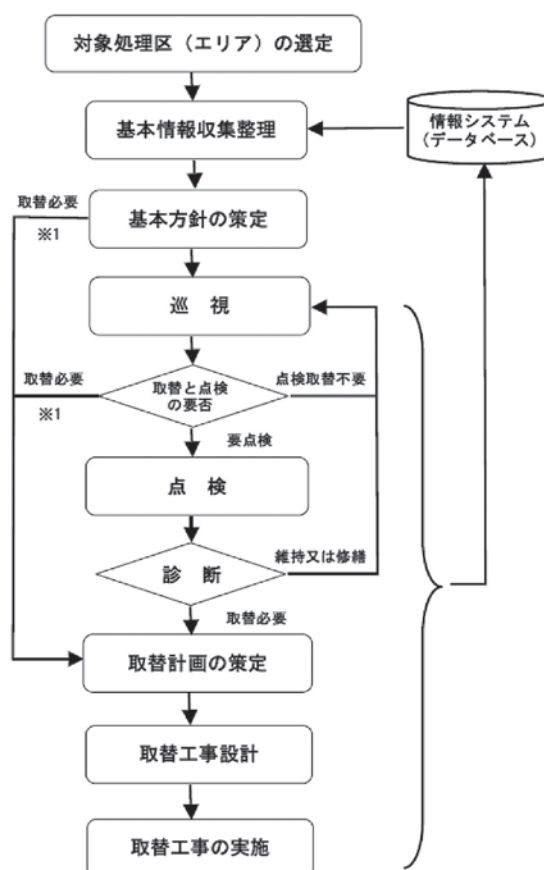 対象処理区（エリア）の選定
基本情報収集整理
情報システム
（データベース）
取替必要
※1
基本方針の策定
巡　視
取替必要
※1
取替と点検
の要否
点検取替不要
要点検
点　検
診　断
維持又は修繕
取替必要
取替計画の策定
取替工事設計
取替工事の実施